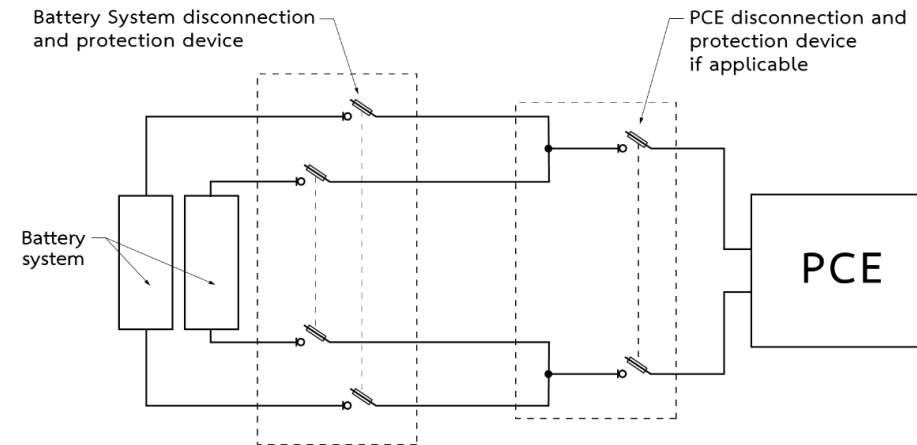 Battery System disconnection
and protection device
PCE disconnection and
protection device
if applicable
Battery
system
PCE